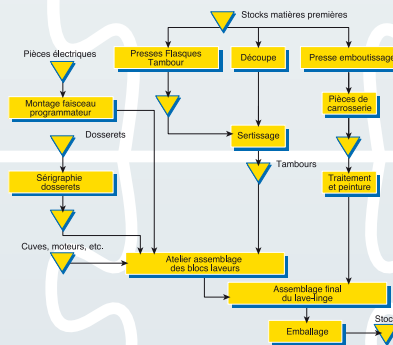 Stocks matières premières
Pièces électriques
Presses Flasques
Tambour
Découpe
Presse emboutissage
Montage faisceau
programmateur
Pièces de
carrosserie
Dosserets
Sertissage
Tambours
Sérigraphie
dosserets
Traitement
et peinture
Cuves, moteurs, etc.
Atelier assemblage
des blocs laveurs
Assemblage final
du lave-linge
Emballage
Stoc